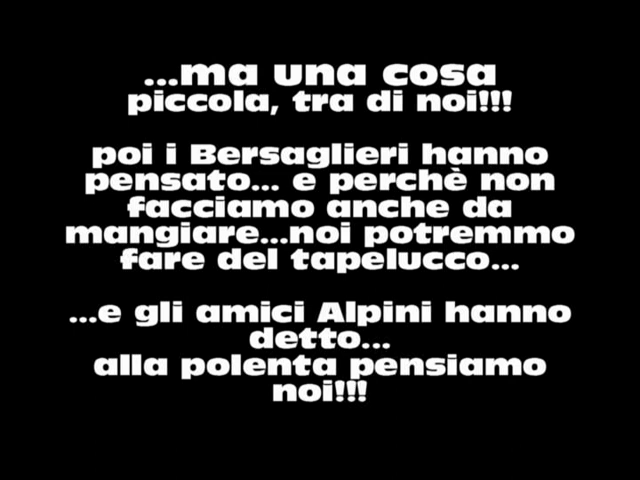 ...ma una cosa
piccola, tra di noi!!!
poi i Bersaglieri hanno
pensato... e perchè non
facciamo anche da
mangiare...noi potremmo
fare del tapelucco...
...e gli amici Alpini hanno
detto...
alla polenta pensiamo
noi!!!